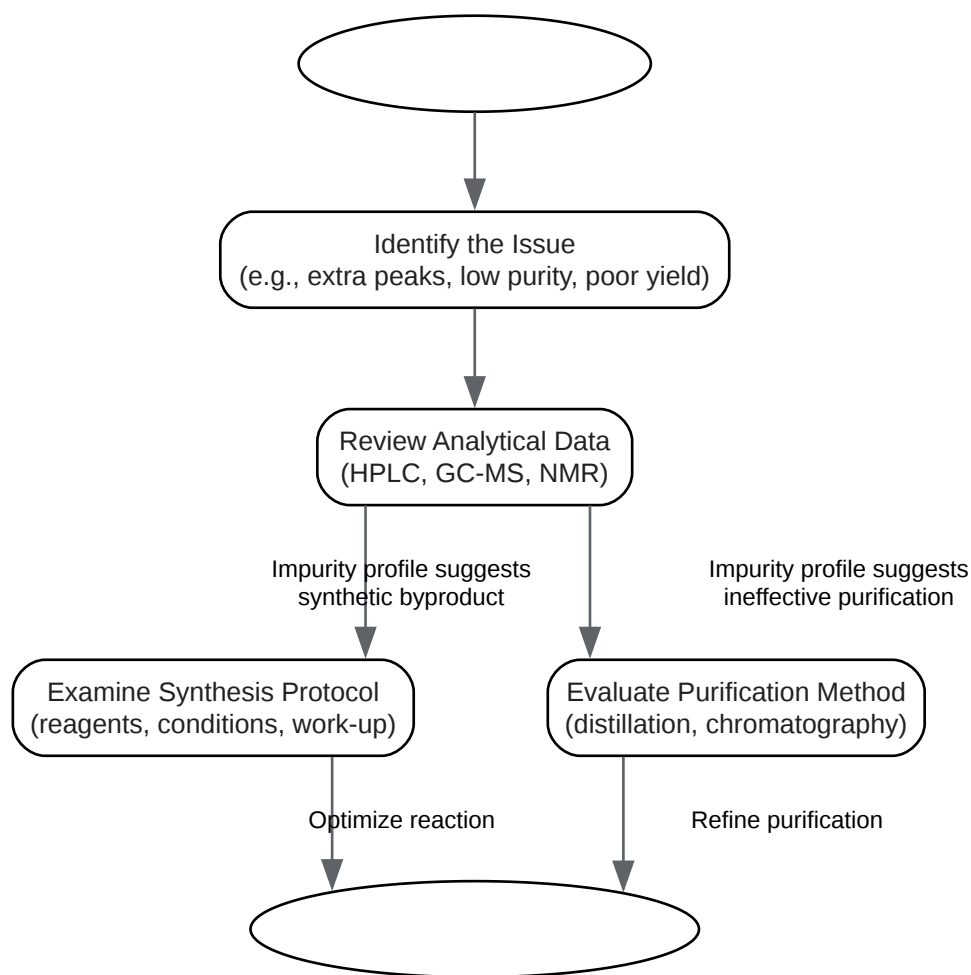 Identify the Issue
(e.g., extra peaks, low purity, poor yield)
Review Analytical Data
(HPLC, GC-MS, NMR)
Impurity profile suggests
synthetic byproduct
Impurity profile suggests
ineffective purification
Examine Synthesis Protocol
(reagents, conditions, work-up)
Evaluate Purification Method
(distillation, chromatography)
Optimize reaction
Refine purification